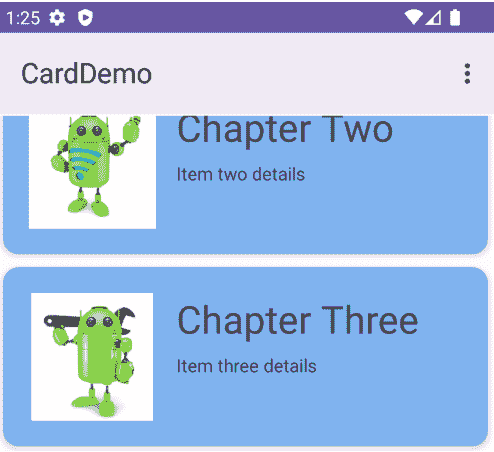 1:25
CardDemo
Chapter Two
Item two details
Chapter Three
Item three details